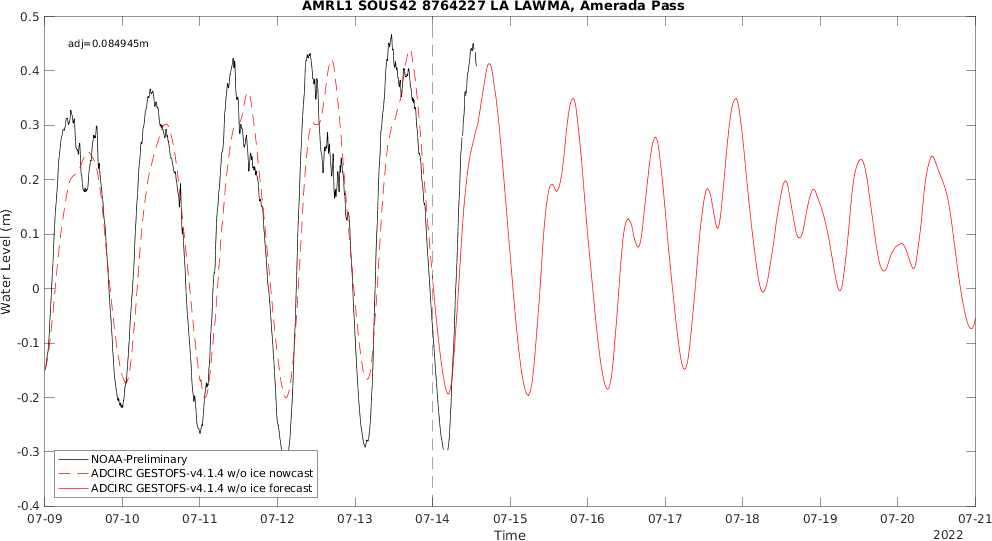 AMRL1 SOUS42 8764227 LA LAWMA, Amerada Pass
adj=0.084945m
0.5
0.4
0.3
0.2
0.1
0
-0.1
-0.2
-0.3
-0.4
Water Level (m)
NOAA-Preliminary
ADCIRC GESTOFS-v4.1.4 w/o ice nowcast
ADCIRC GESTOFS-v4.1.4 w/o ice forecast
07-09 07-10 07-11 07-12 07-13 07-14 07-15 07-16 07-17 07-18 07-19 07-20 07-21
Time
2022